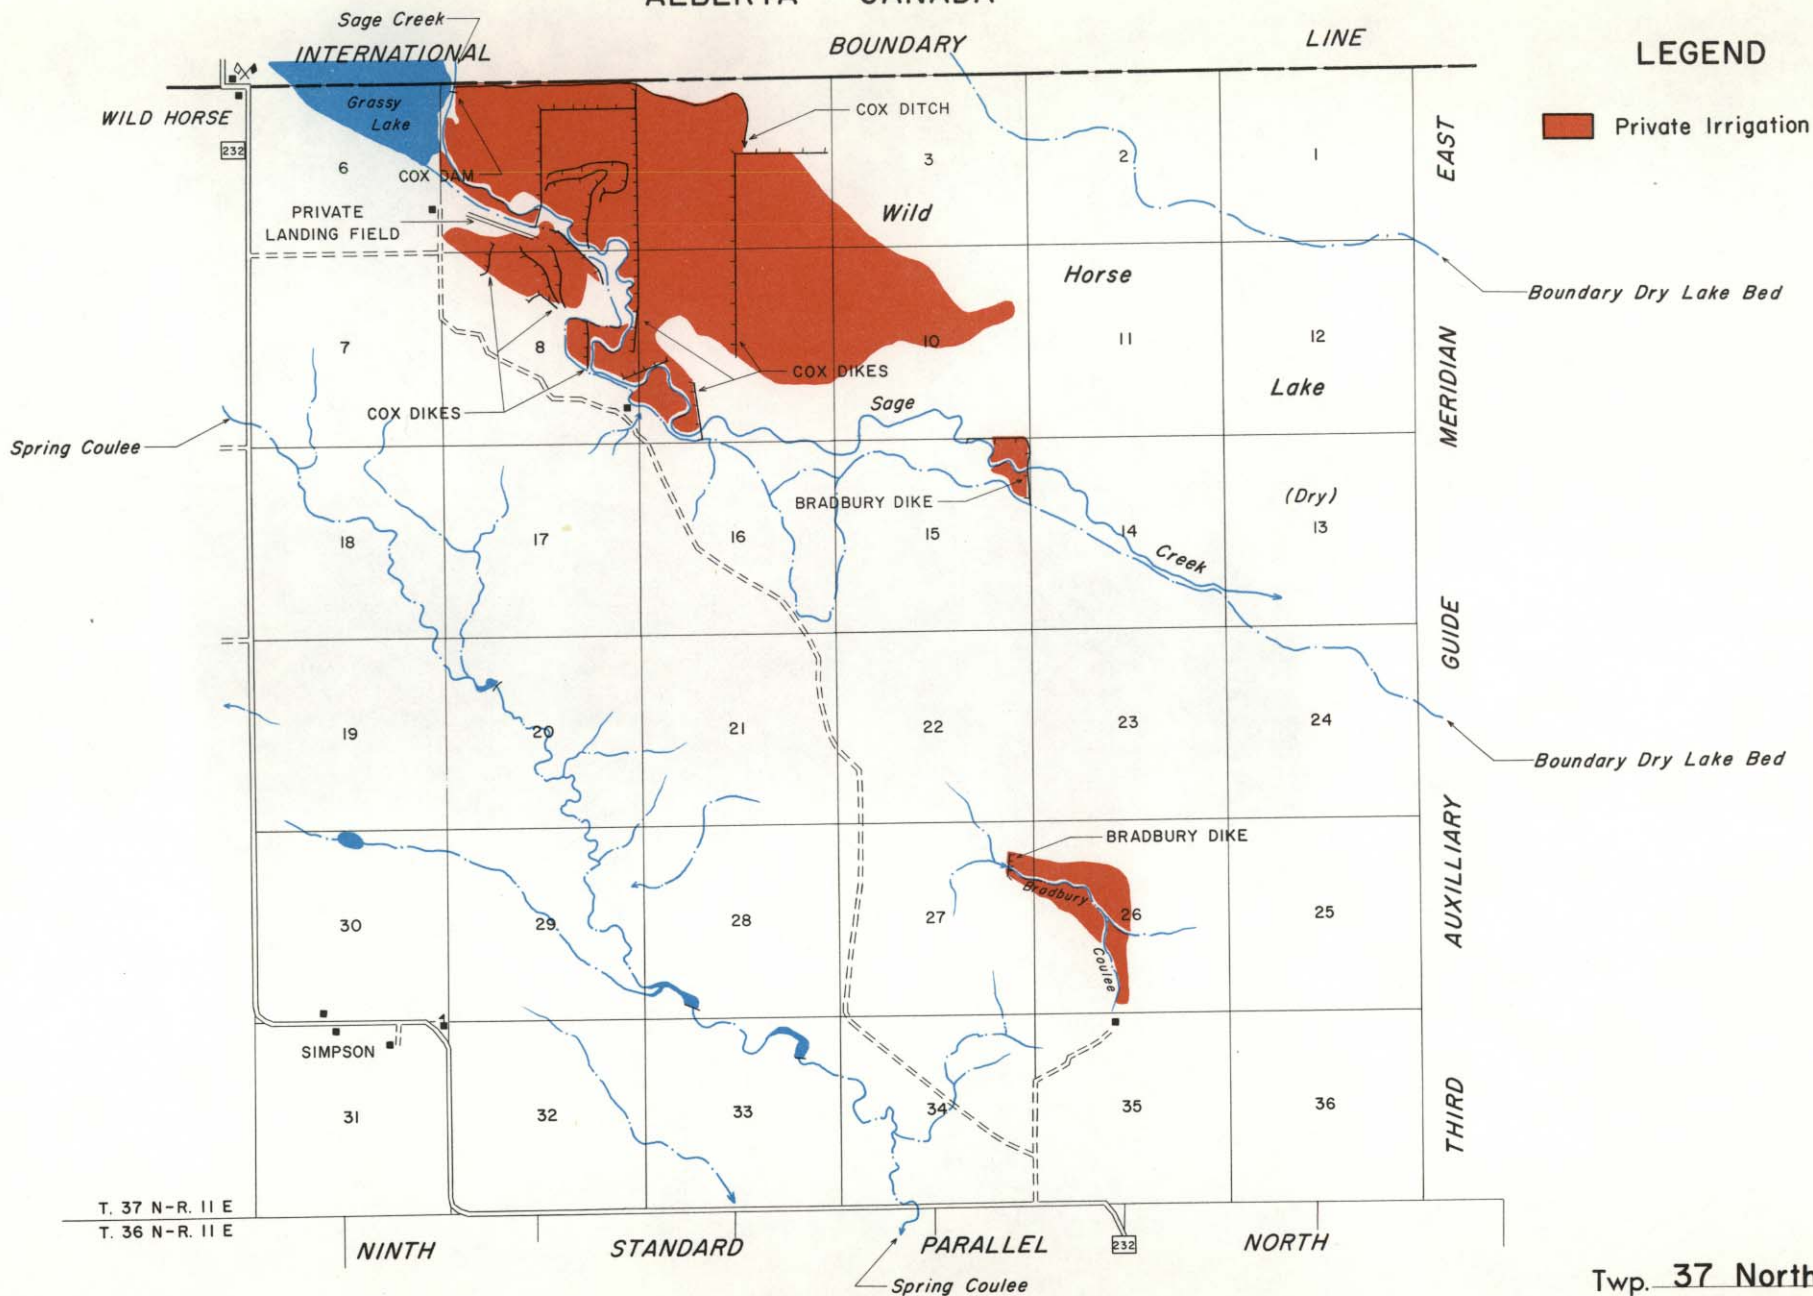 ALBERTA CANADA
Sage Creek
INTERNATIONAL BOUNDARY LINE
LEGEND
Private Irrigation
WILD HORSE
232
Grassy
Lake
COX DITCH
6
COX DAM
3
2
1
EAST
PRIVATE
LANDING FIELD
Wild
Horse
Boundary Dry Lake Bed
7
8
10
11
12
MERIDIAN
COX DIKES
COX DIKES
Lake
Sage
Spring Coulee
BRADBURY DIKE
(Dry)
18
17
16
15
14
13
Creek
GUIDE
19
20
21
22
23
24
Boundary Dry Lake Bed
AUXILLIARY
BRADBURY DIKE
Bradbury
30
29
28
27
26
25
Coulee
SIMPSON
31
32
33
34
35
36
THIRD
T. 37 N-R. 11 E
T. 36 N-R. 11 E
NINTH STANDARD PARALLEL NORTH
232
Spring Coulee
Twp. 37 North